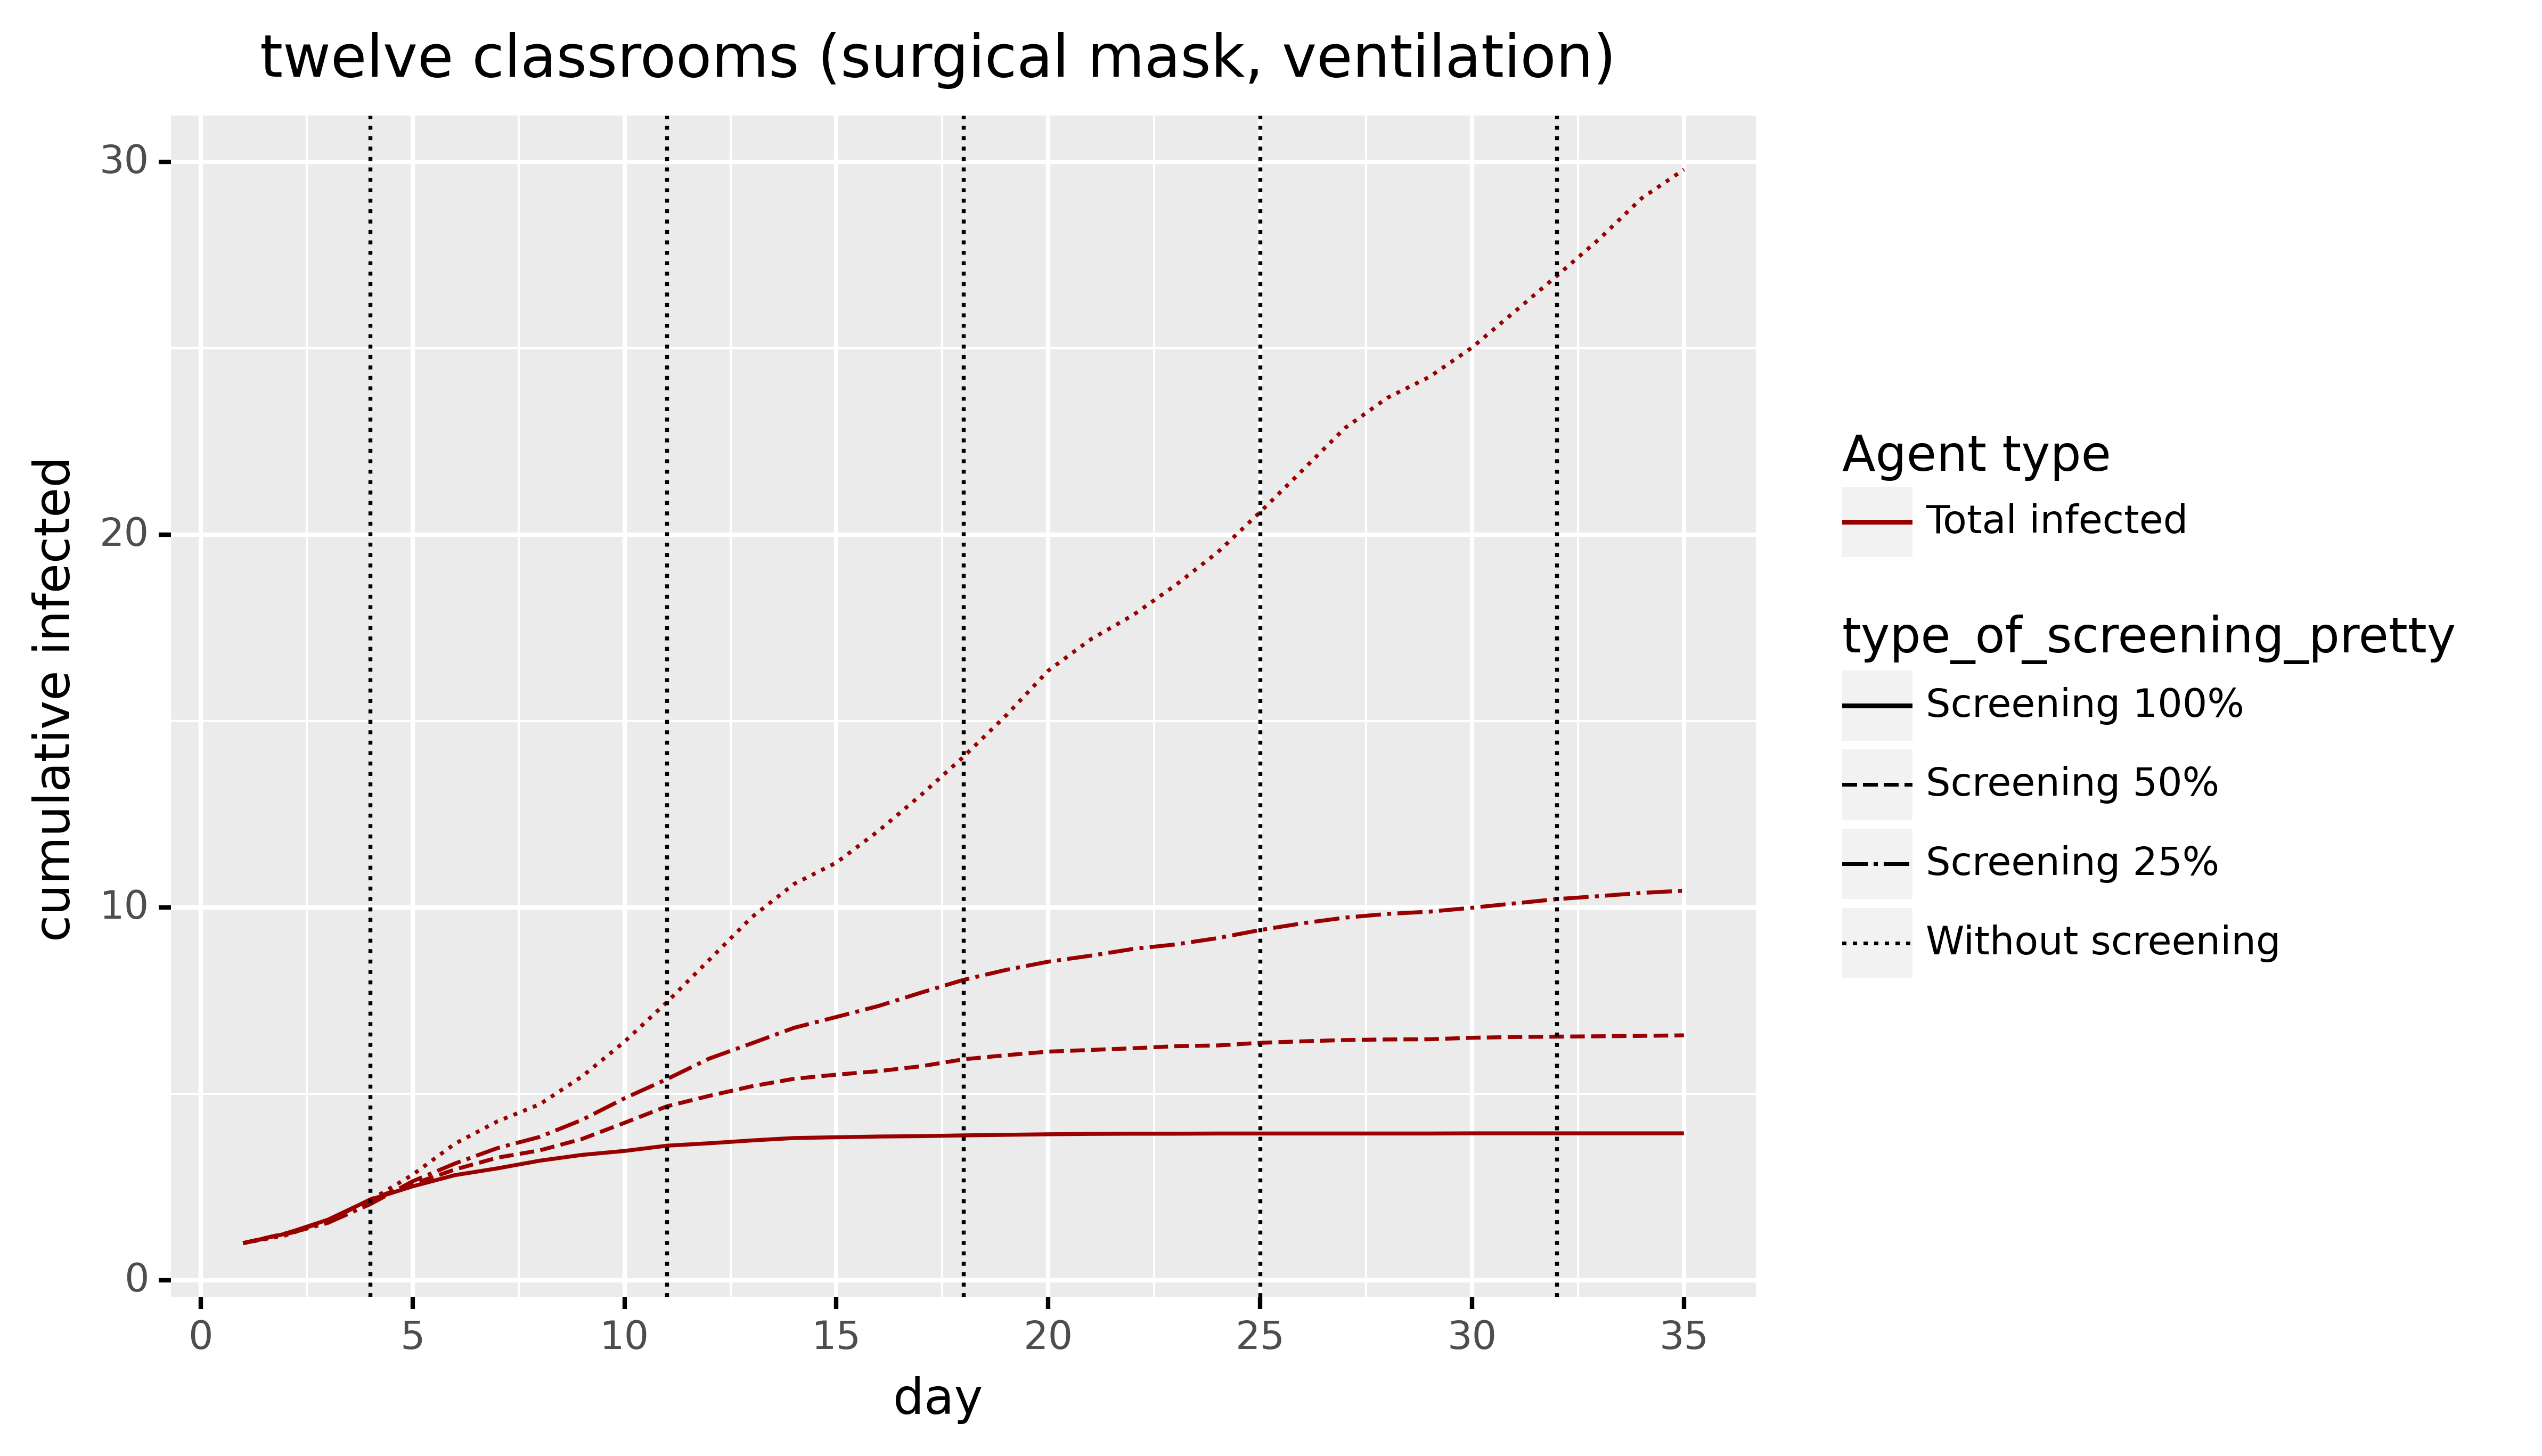 twelve classrooms (surgical mask, ventilation)
cumulative infected
30
20
10
0
0 5 10 15 20 25 30 35
day
Agent type
Total infected
type_of_screening_pretty
Screening 100%
Screening 50%
Screening 25%
Without screening